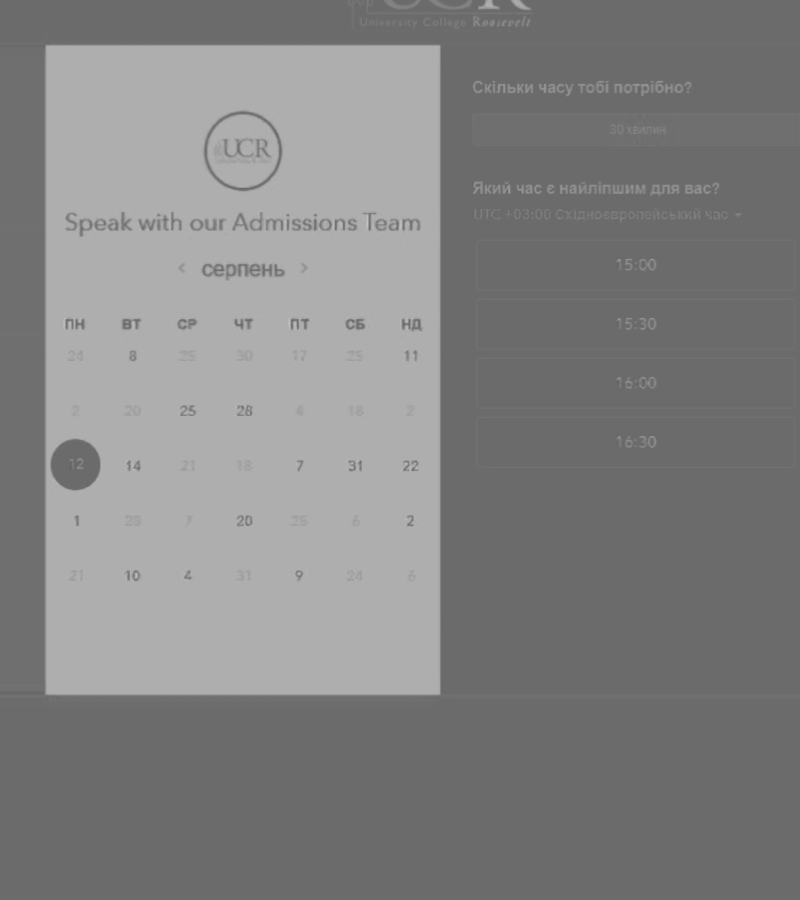 UCR
University College Roosevelt
UCR
Speak with our Admissions Team
< серпень >
ПН ВТ СР ЧТ ПТ СБ НД
24 8 25 30 17 25 11
2 20 25 28 4 18 2
12 14 21 18 7 31 22
1 28 7 20 25 6 2
21 10 4 31 9 24 6
Скільки часу тобі потрібно?
30 хвилин
Який час є найліпшим для вас?
UTC +03:00 Східноєвропейський час
15:00
15:30
16:00
16:30